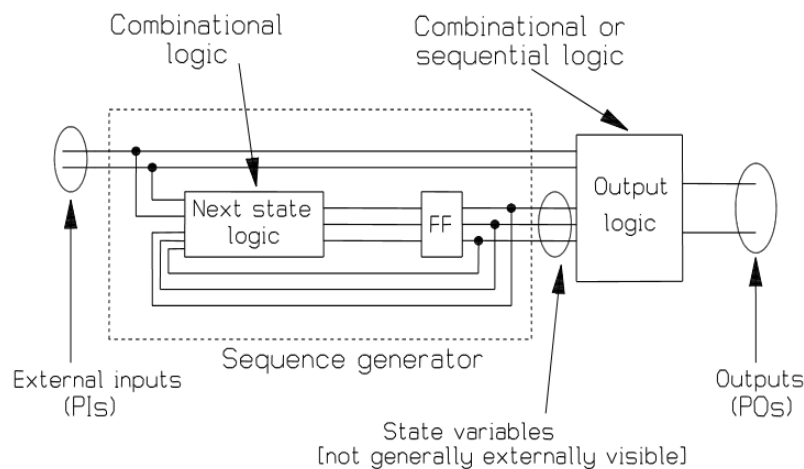 Combinational
logic
Combinational or
sequential logic
Next state
logic
FF
Output
logic
Sequence generator
External inputs
(PIs)
Outputs
(POs)
State variables
[not generally externally visible]